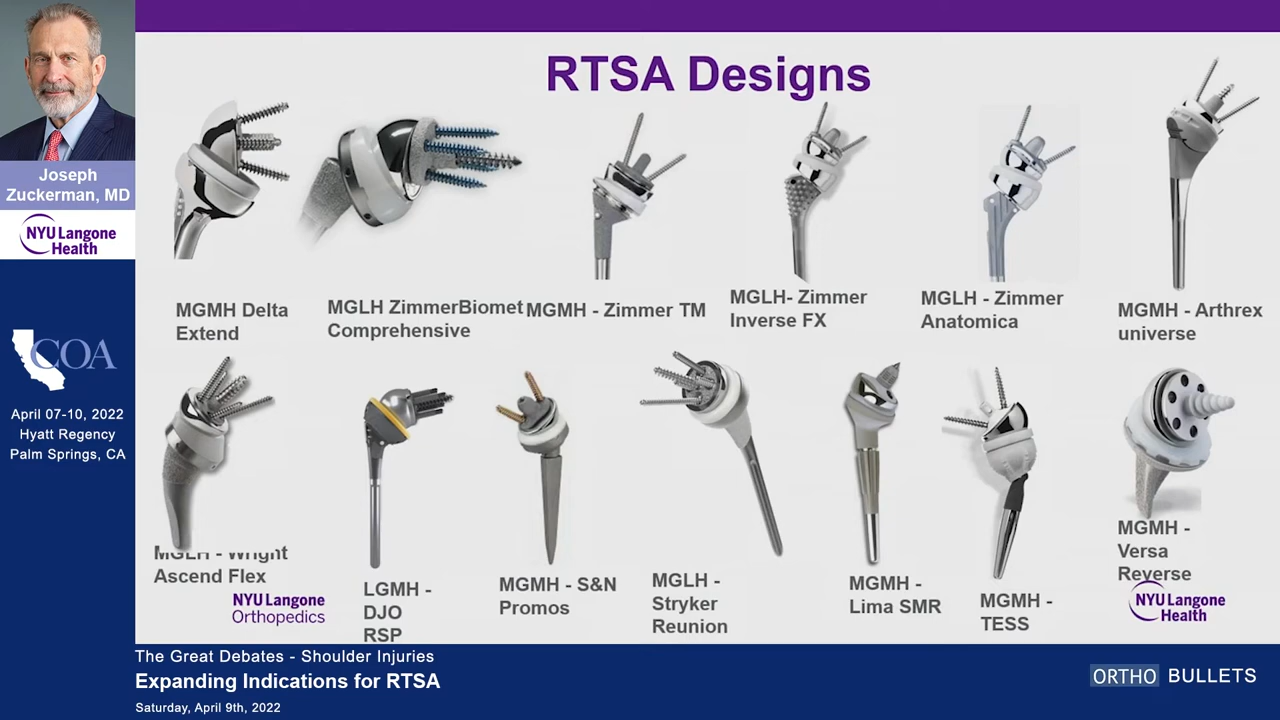 Joseph
Zuckerman, MD
NYU Langone
Health
COA
April 07-10, 2022
Hyatt Regency
Palm Springs, CA
RTSA Designs
MGMH Delta
Extend
MGLH ZimmerBiomet
Comprehensive
MGMH - Zimmer TM
MGLH- Zimmer
Inverse FX
MGLH - Zimmer
Anatomica
MGMH - Arthrex
universe
MGLH - Wright
Ascend Flex
LGMH -
DJO
RSP
MGMH - S&N
Promos
MGLH -
Stryker
Reunion
MGMH -
Lima SMR
MGMH -
TESS
MGMH -
Versa
Reverse
NYU Langone
Orthopedics
NYU Langone
Health
The Great Debates - Shoulder Injuries
Expanding Indications for RTSA
Saturday, April 9th, 2022
ORTHO BULLETS